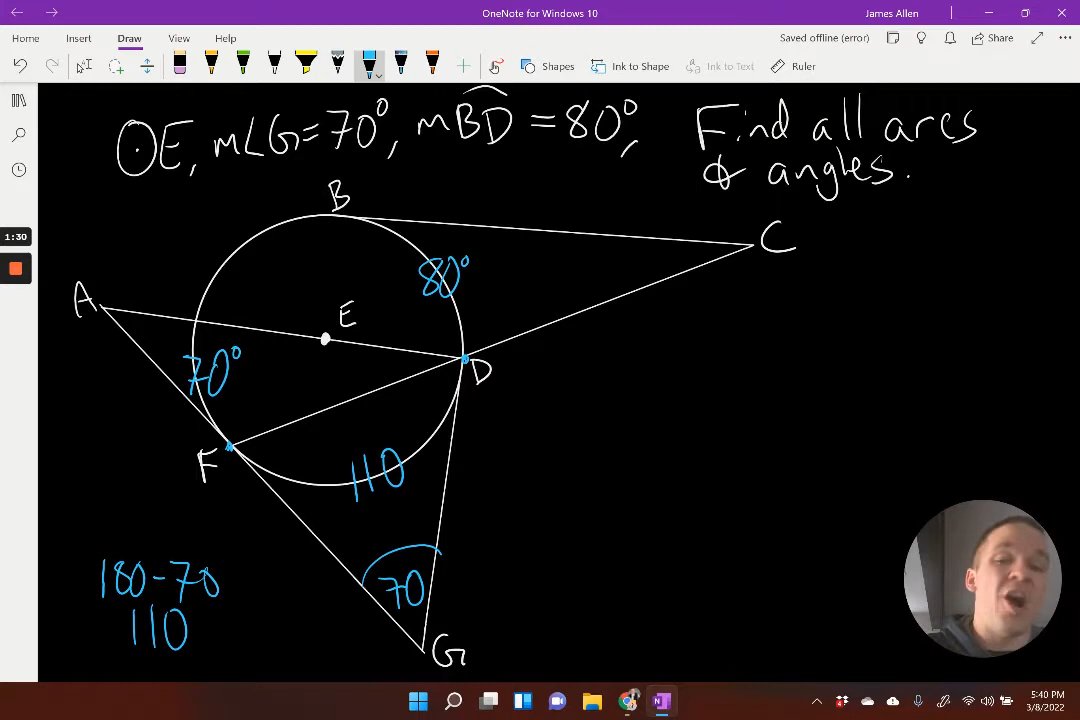 OneNote for Windows 10
James Allen
Home Insert Draw View Help
Saved offline (error) Share
Shapes Ink to Shape Ink to Text Ruler
⊙E, m∠G=70°, mBD = 80°, Find all arcs
& angles.
1:30
B
C
80°
A
E
70°
D
F
110
180-70
70
110
G
5:40 PM
3/8/2022